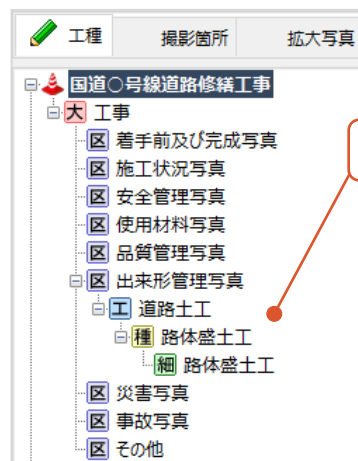 工種 撮影箇所 拡大写真
国道○号線道路修繕工事
大 工事
区 着手前及び完成写真
区 施工状況写真
区 安全管理写真
区 使用材料写真
区 品質管理写真
区 出来形管理写真
工 道路土工
種 路体盛土工
細 路体盛土工
区 災害写真
区 事故写真
区 その他